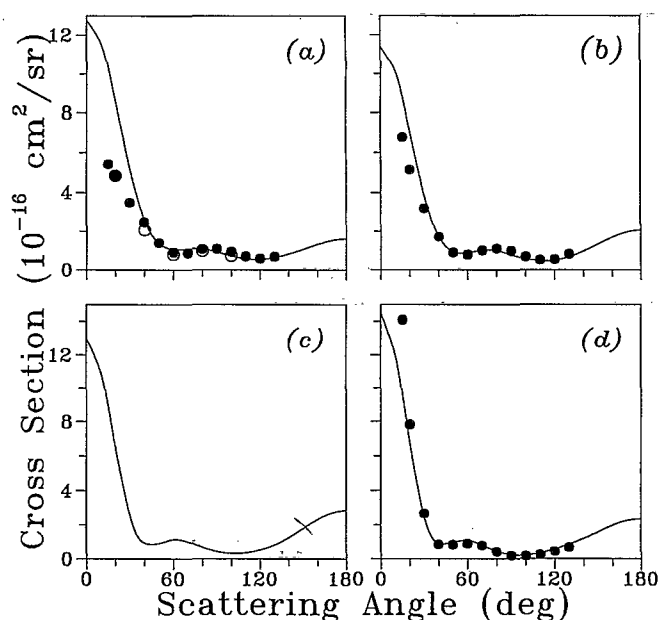 12
8
4
0
(a)
(b)
12
8
4
0
(c)
(d)
0 60 120 0 60 120 180
Cross Section (10⁻¹⁶ cm²/sr)
Scattering Angle (deg)